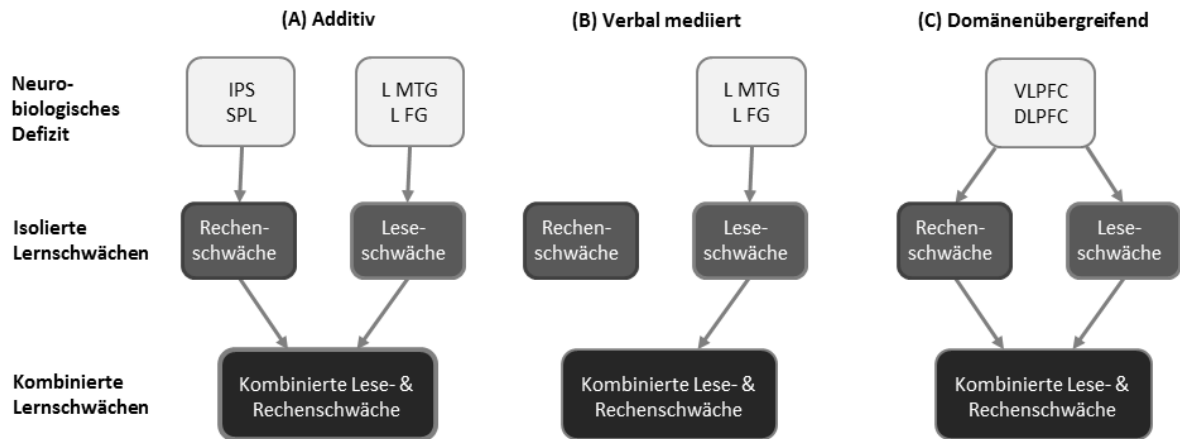 (A) Additiv
(B) Verbal mediiert
(C) Domänenübergreifend
Neuro-
biologisches
Defizit
IPS
SPL
L MTG
L FG
L MTG
L FG
VLPFC
DLPFC
Isolierte
Lernschwächen
Rechen-
schwäche
Lese-
schwäche
Rechen-
schwäche
Lese-
schwäche
Rechen-
schwäche
Lese-
schwäche
Kombinierte
Lernschwächen
Kombinierte Lese- &
Rechenschwäche
Kombinierte Lese- &
Rechenschwäche
Kombinierte Lese- &
Rechenschwäche